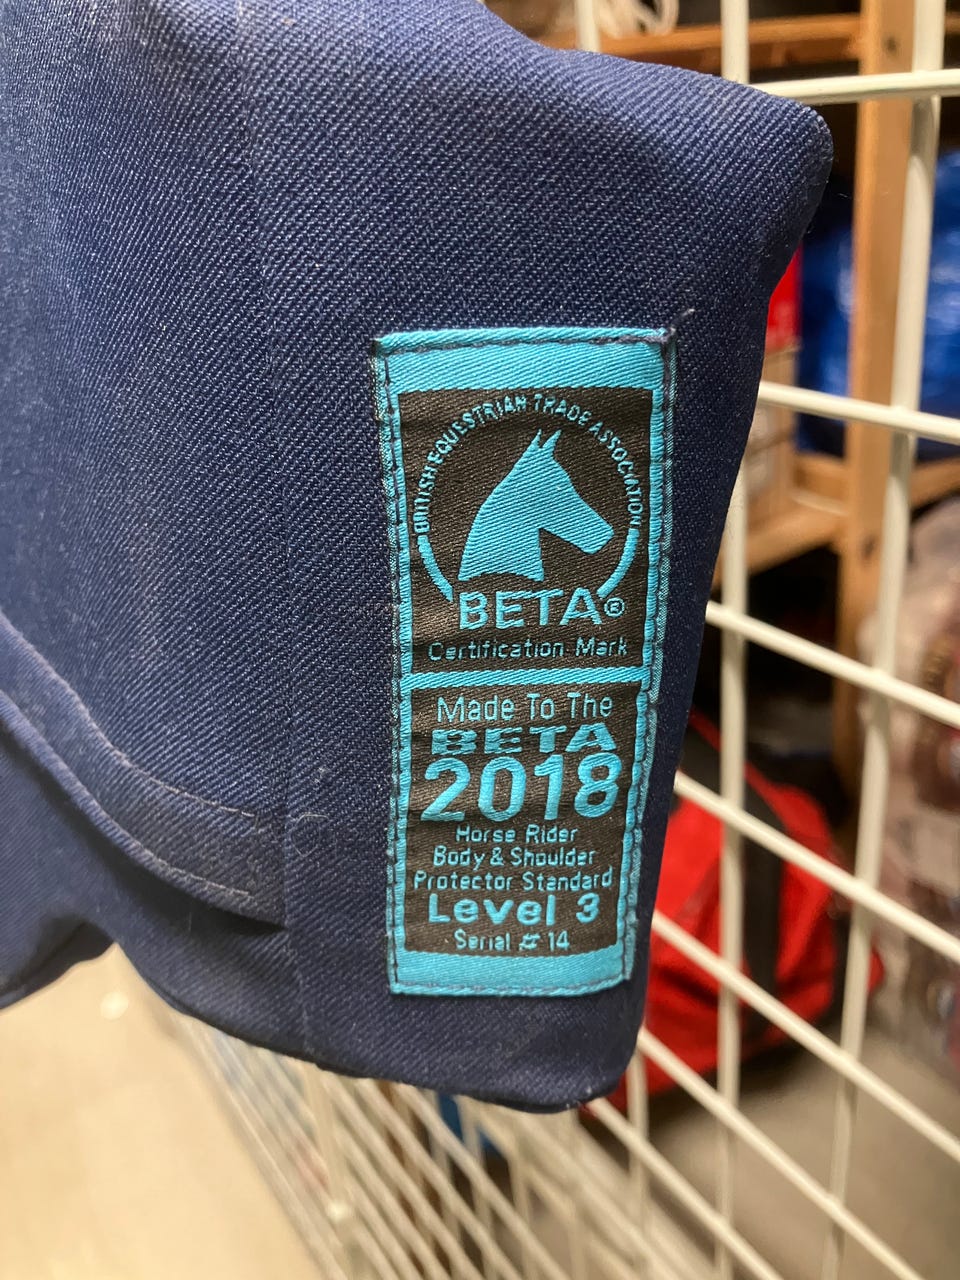 BRITISH EQUESTRIAN TRADE ASSOCIATION
BETA®
Certification Mark
Made To The
BETA
2018
Horse Rider
Body & Shoulder
Protector Standard
Level 3
Serial # 14